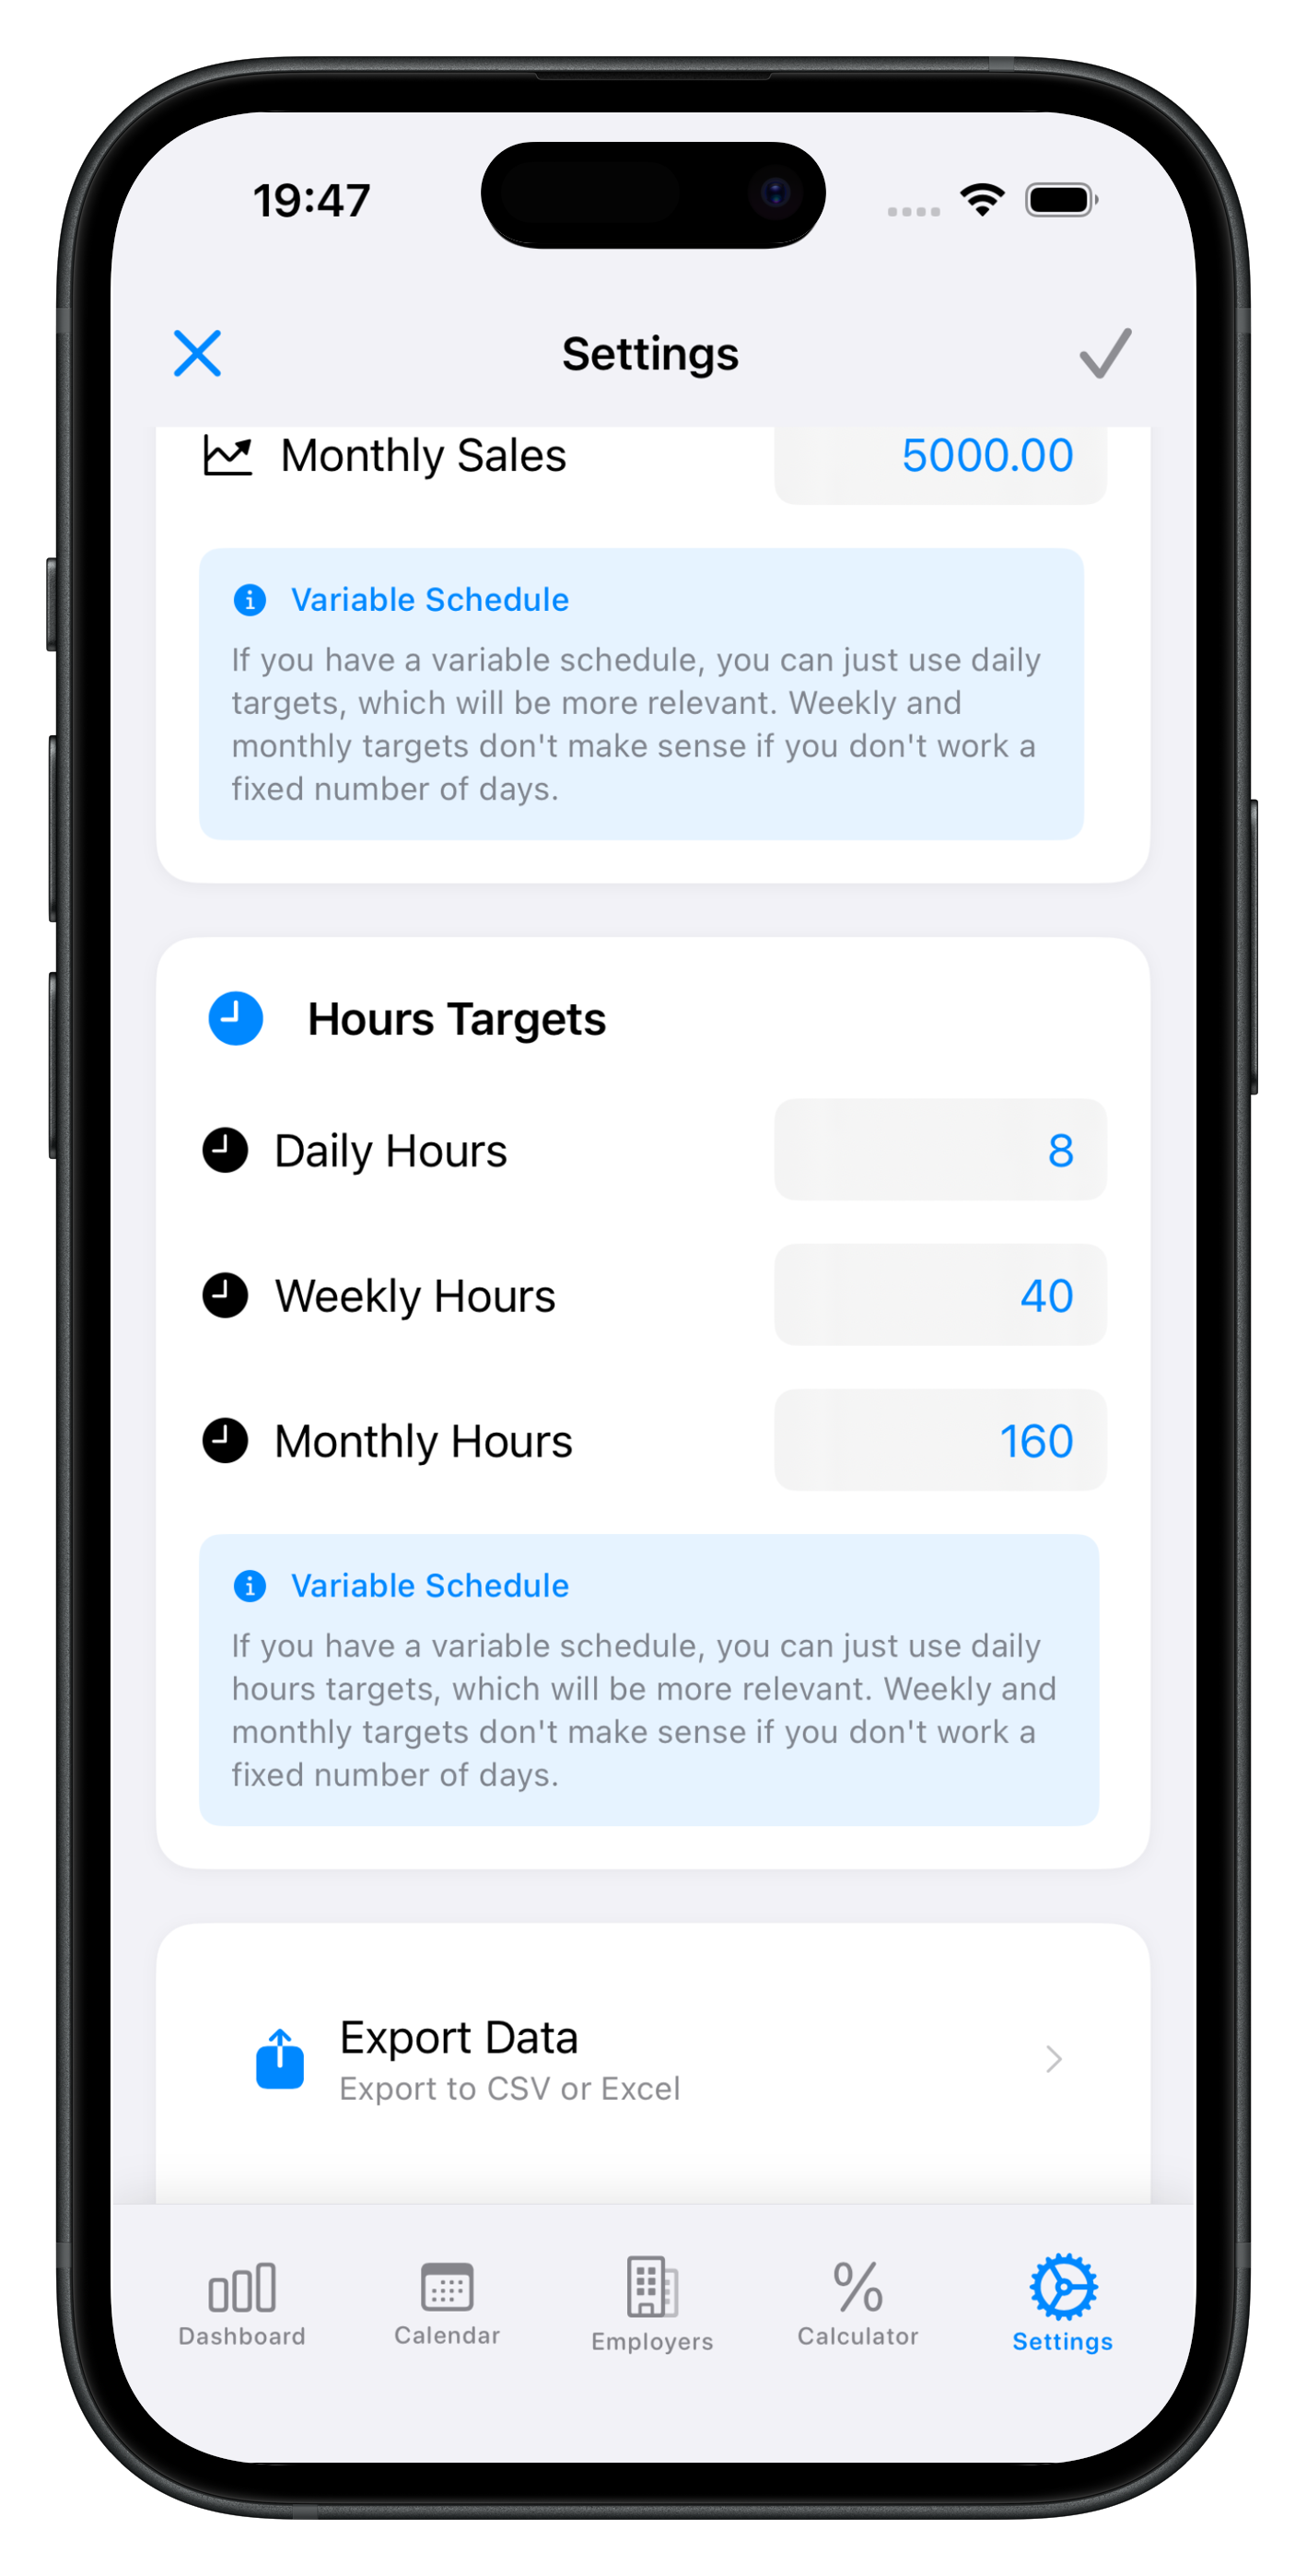 19:47
Settings
Monthly Sales 5000.00
Variable Schedule
If you have a variable schedule, you can just use daily
targets, which will be more relevant. Weekly and
monthly targets don't make sense if you don't work a
fixed number of days.
Hours Targets
Daily Hours 8
Weekly Hours 40
Monthly Hours 160
Variable Schedule
If you have a variable schedule, you can just use daily
hours targets, which will be more relevant. Weekly and
monthly targets don't make sense if you don't work a
fixed number of days.
Export Data
Export to CSV or Excel
Dashboard Calendar Employers Calculator Settings